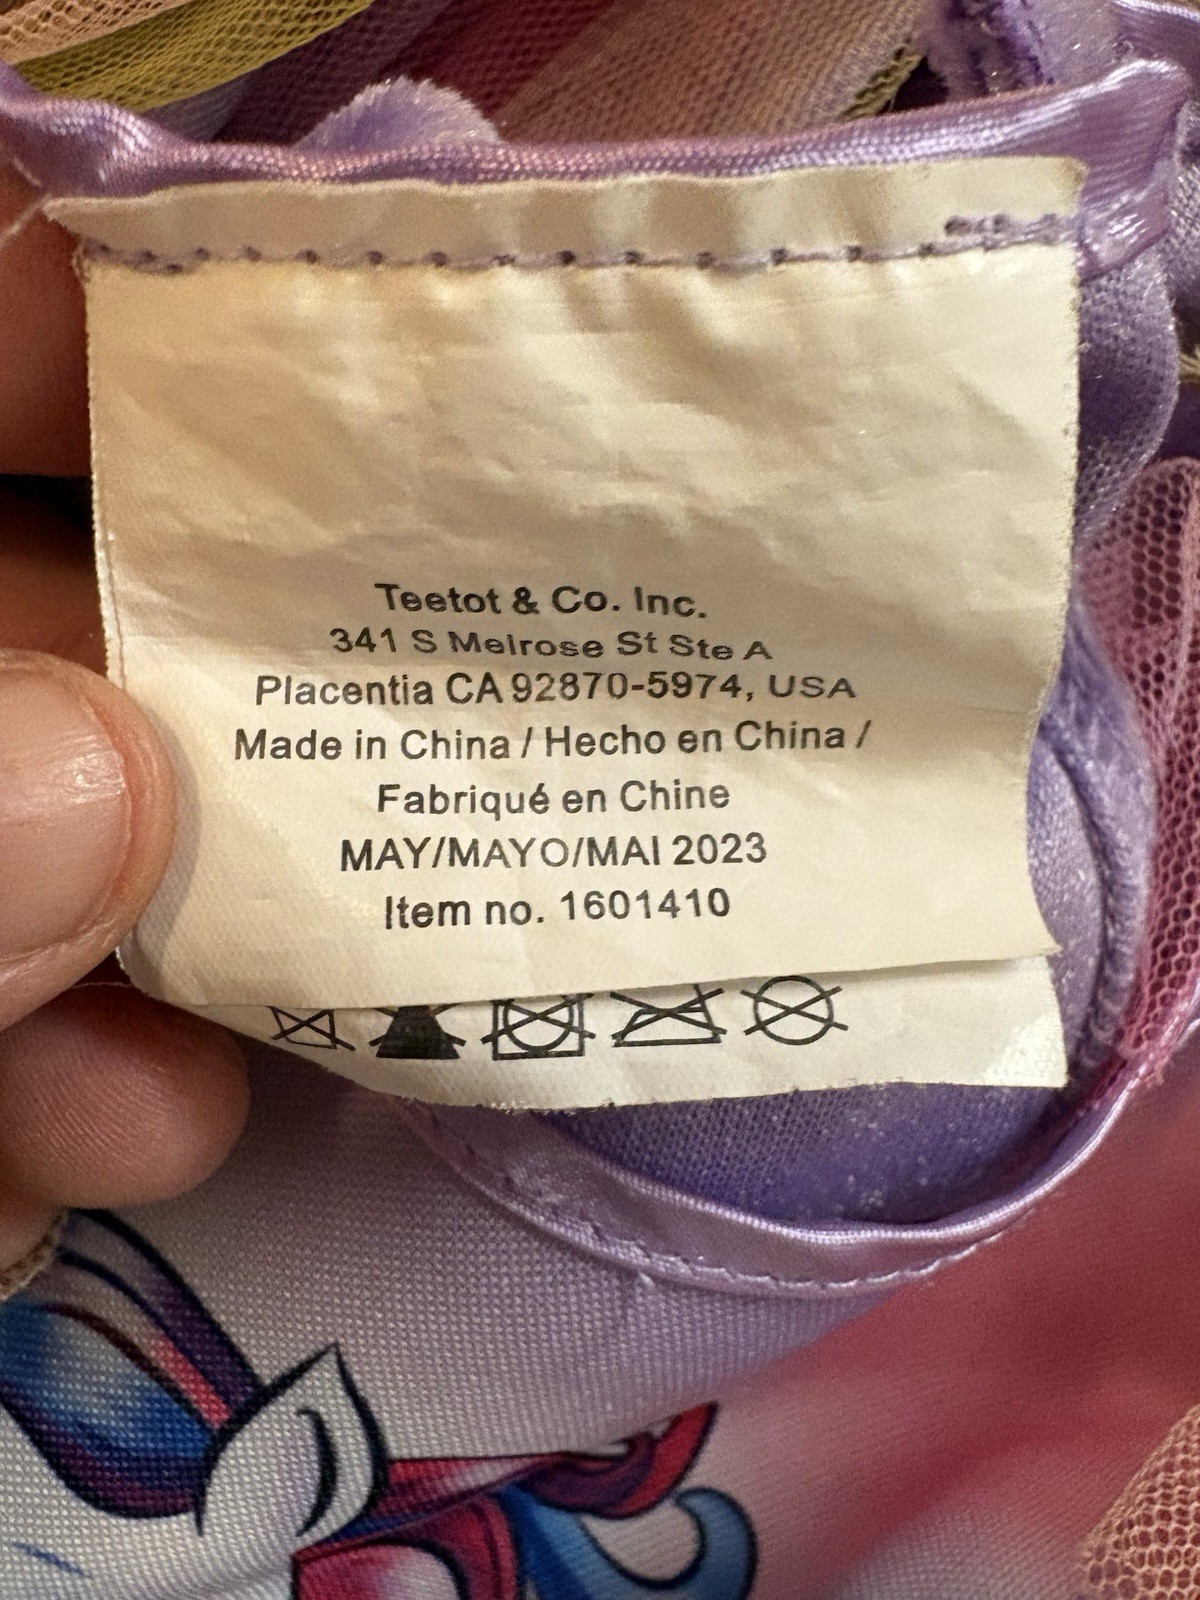 Teetot & Co. Inc.
341 S Melrose St Ste A
Placentia CA 92870-5974, USA
Made in China / Hecho en China /
Fabriqué en Chine
MAY/MAYO/MAI 2023
Item no. 1601410